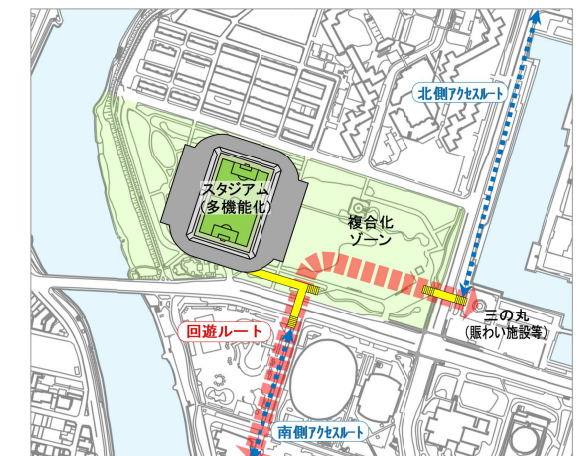 北側アクセスルート
スタジアム
(多機能化)
複合化
ゾーン
三の丸
(賑わい施設等)
回遊ルート
南側アクセスルート